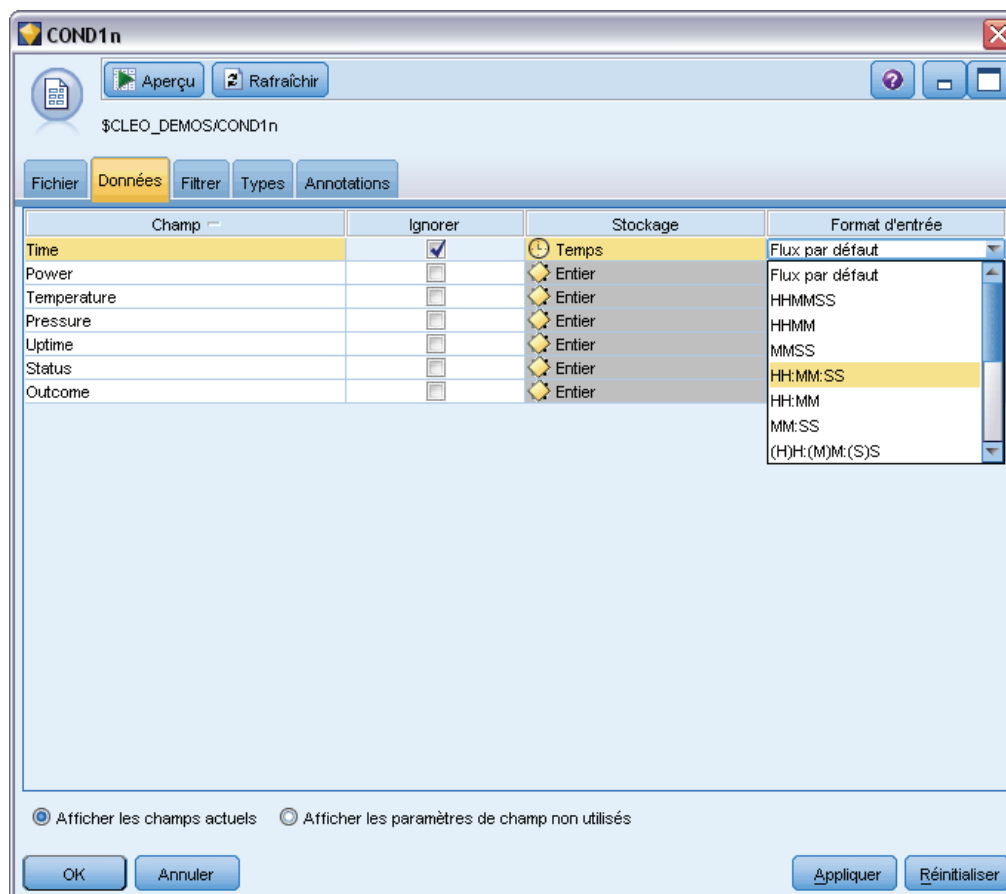 COND1n
Aperçu Rafraîchir
$CLEO_DEMOS/COND1n
Fichier Données Filtrer Types Annotations
Champ Ignorer Stockage Format d'entrée
Time Temps Flux par défaut
Power Entier Flux par défaut
Temperature Entier HHMMSS
Pressure Entier HHMM
Uptime Entier MMSS
Status Entier HH:MM:SS
Outcome Entier HH:MM
MM:SS
(H)H:(M)M:(S)S
Afficher les champs actuels Afficher les paramètres de champ non utilisés
OK Annuler Appliquer Réinitialiser